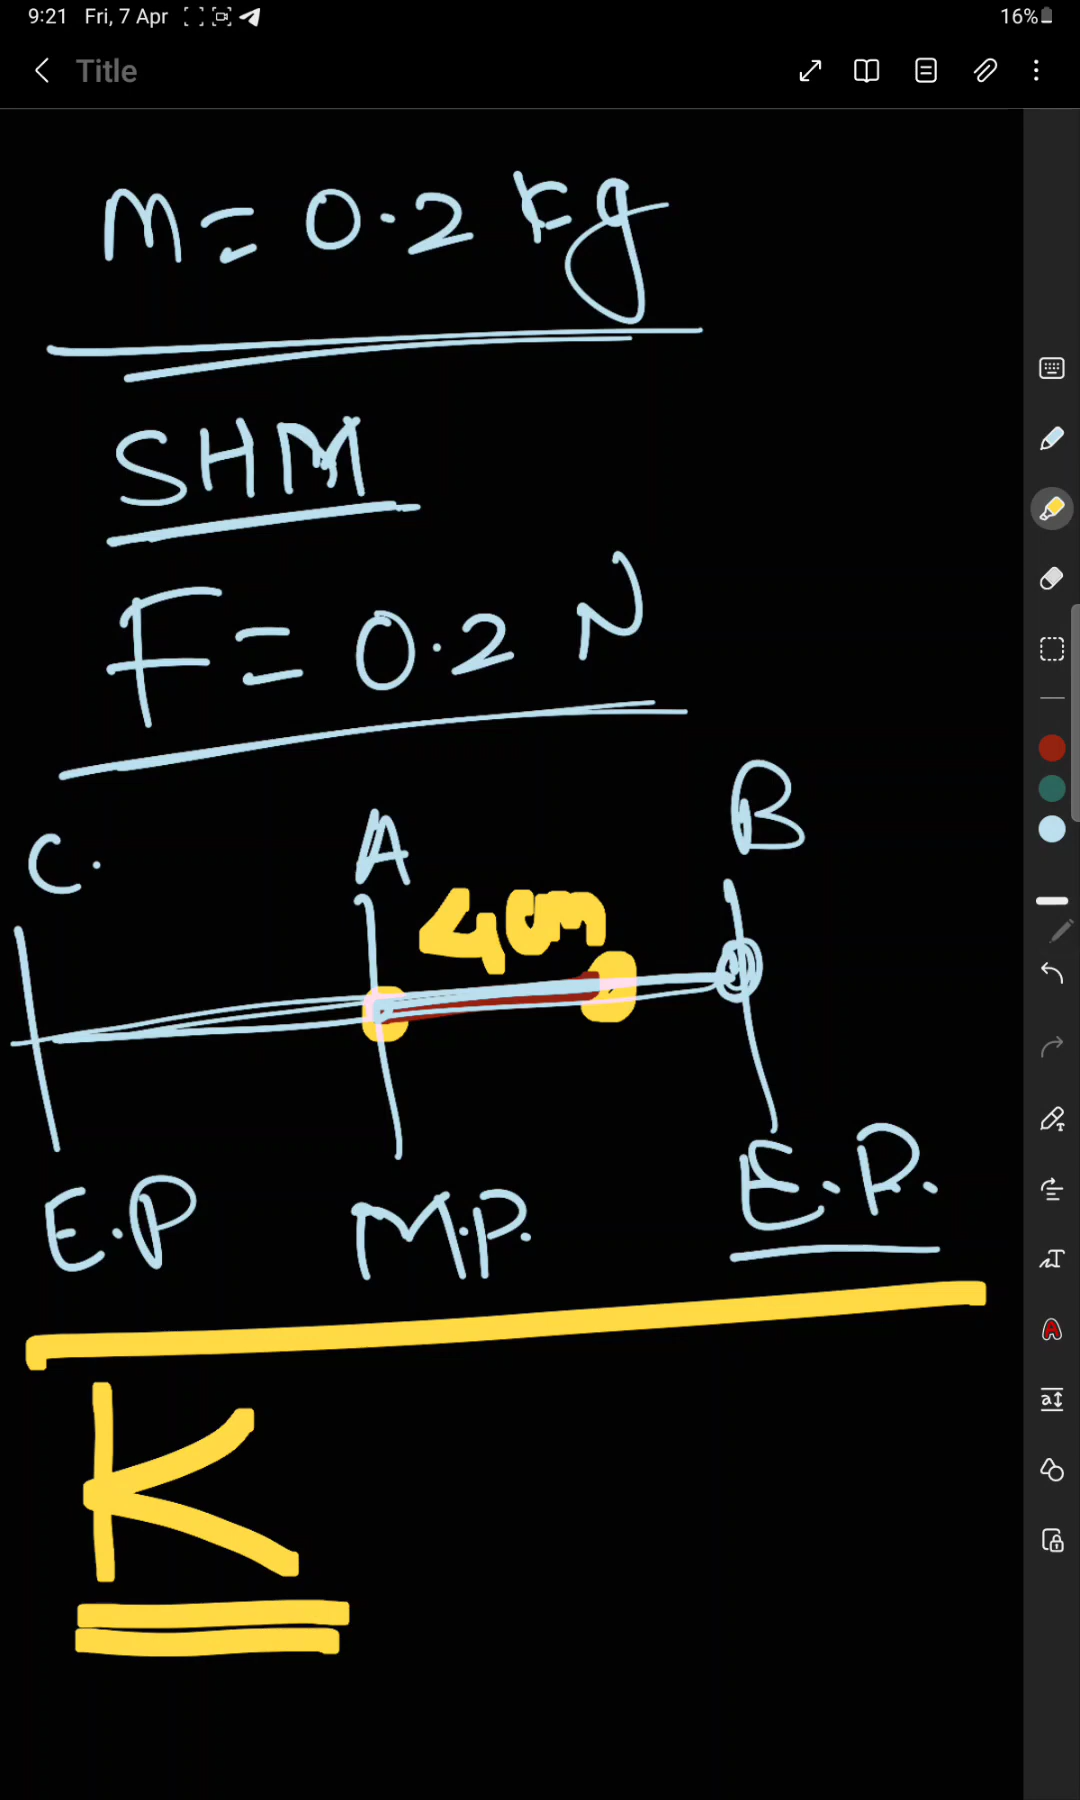 9:21 Fri, 7 Apr 16%
Title
M = 0.2 kg
SHM
F = 0.2 N
C. A B
4cm
E.P M.P. E.P.
K